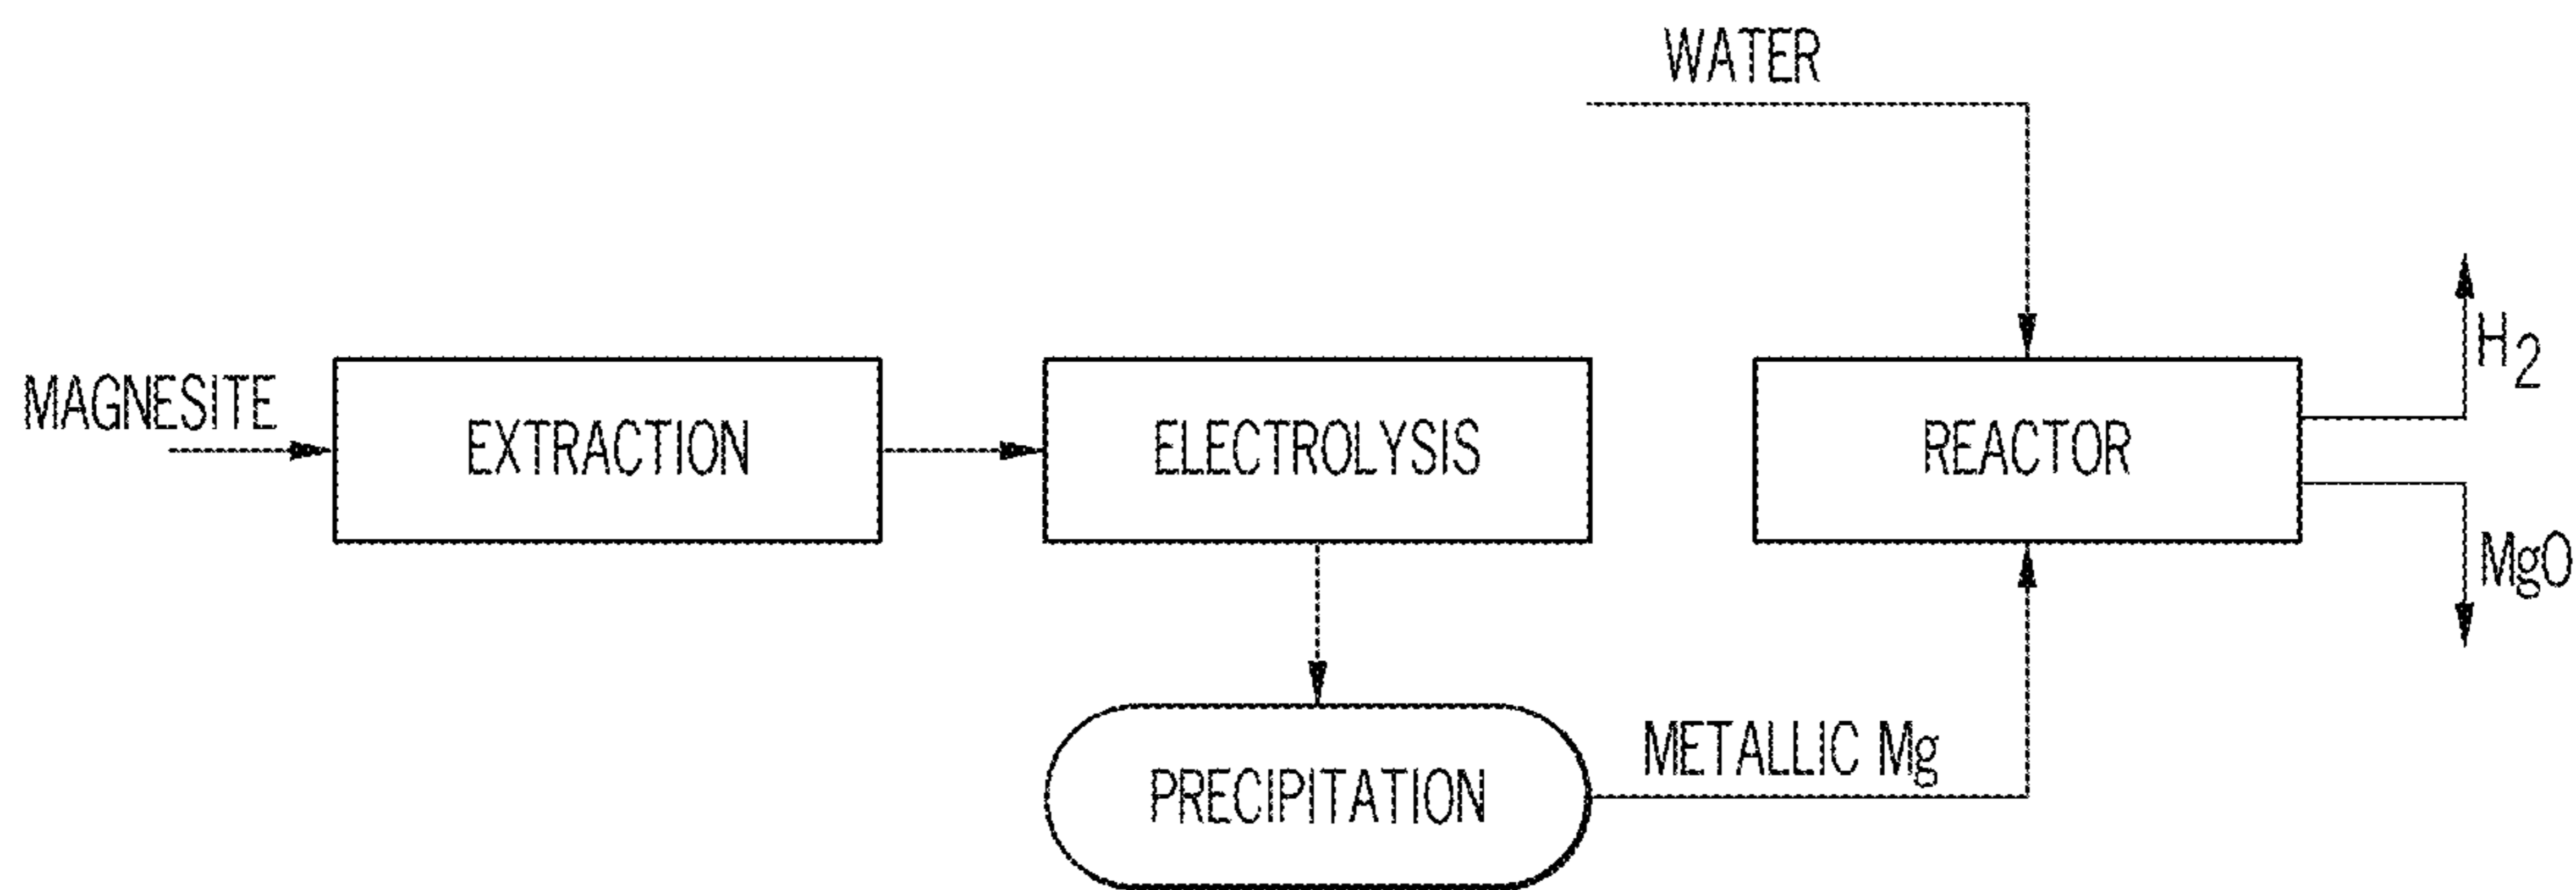 WATER
H2
MAGNESITE
EXTRACTION
ELECTROLYSIS
REACTOR
MgO
METALLIC Mg
PRECIPITATION